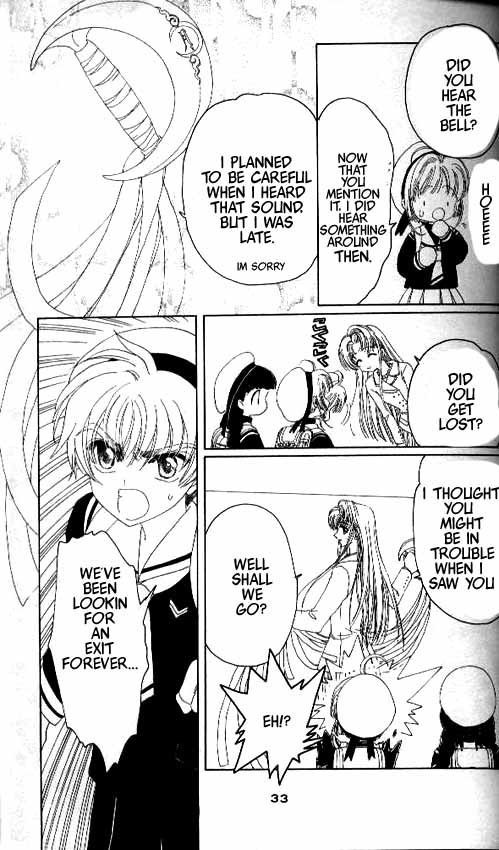 DID
YOU
HEAR
THE
BELL?
HOEEEE
NOW
THAT
YOU
MENTION
IT. I DID
HEAR
SOMETHING
AROUND
THEN.
I PLANNED
TO BE CAREFUL
WHEN I HEARD
THAT SOUND.
BUT I WAS
LATE.
IM SORRY
DID
YOU
GET
LOST?
I THOUGHT
YOU
MIGHT
BE IN
TROUBLE
WHEN I
SAW YOU
WELL
SHALL
WE
GO?
EH!?
WE'VE
BEEN
LOOKIN
FOR
AN
EXIT
FOREVER...
33